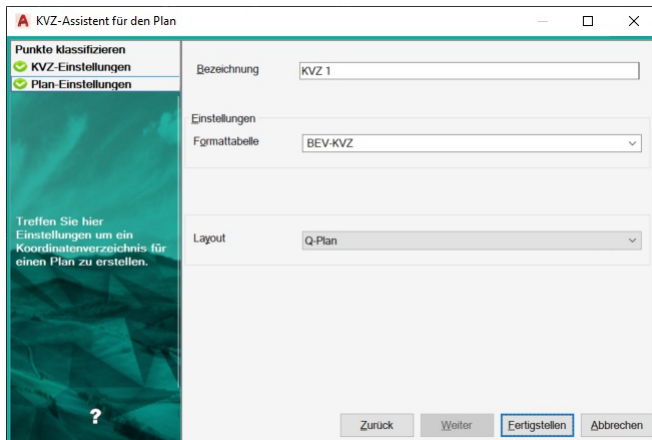 KVZ-Assistent für den Plan
Punkte klassifizieren
KVZ-Einstellungen
Plan-Einstellungen
Treffen Sie hier
Einstellungen um ein
Koordinatenverzeichnis für
einen Plan zu erstellen.
?
Bezeichnung
KVZ 1
Einstellungen
Formattabelle
BEV-KVZ
Layout
Q-Plan
Zurück
Weiter
Fertigstellen
Abbrechen